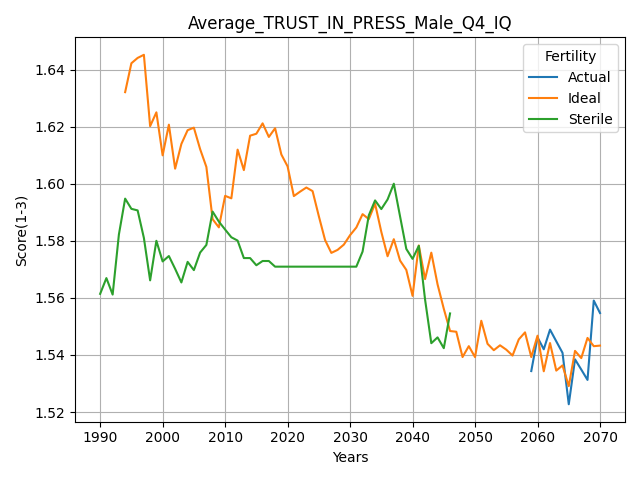 Average_TRUST_IN_PRESS_Male_Q4_IQ
Fertility
Actual
Ideal
Sterile
Score(1-3)
1.64
1.62
1.60
1.58
1.56
1.54
1.52
1990 2000 2010 2020 2030 2040 2050 2060 2070
Years